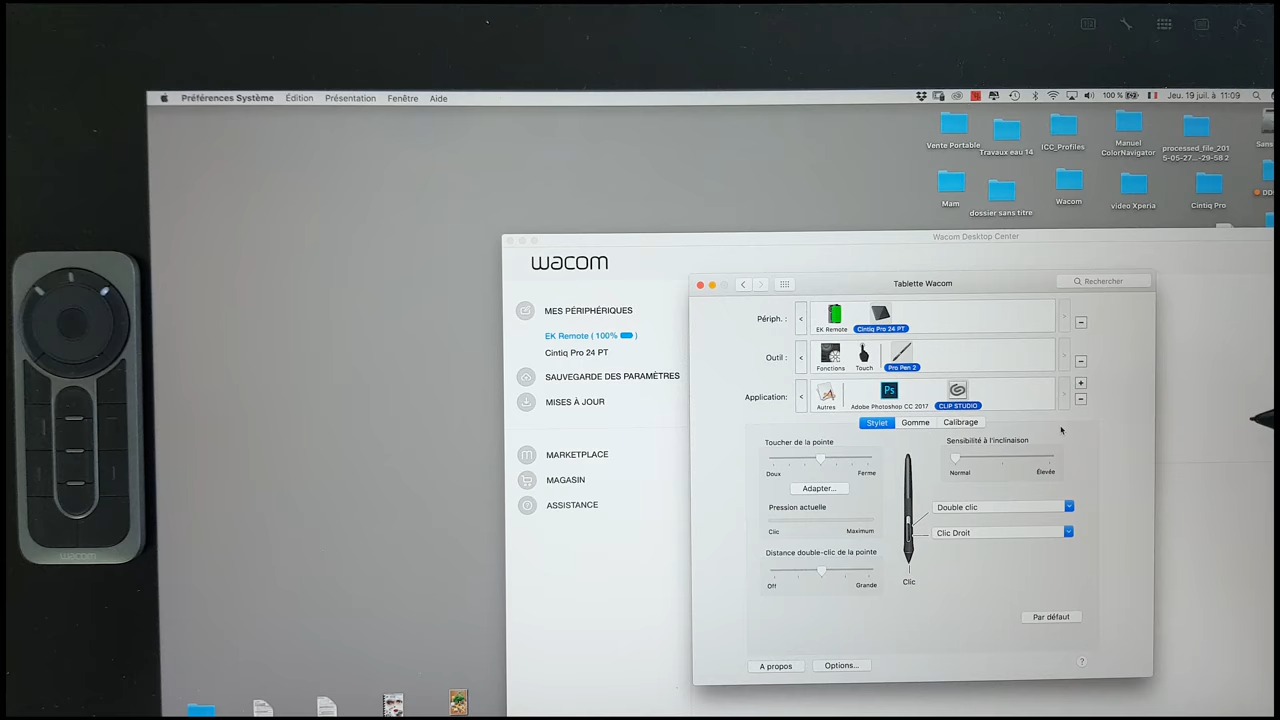 Préférences Système Édition Présentation Fenêtre Aide
100 % Jeu. 19 juil. à 11:09
Vente Portable
Travaux eau 14
ICC_Profiles
Manuel ColorNavigator
processed_file_201
5-05-27...-29-58.2
Sans
Mam
dossier sans titre
Wacom
video Xperia
Cintiq Pro
DD
Wacom Desktop Center
wacom
MES PÉRIPHÉRIQUES
EK Remote ( 100% )
Cintiq Pro 24 PT
SAUVEGARDE DES PARAMÈTRES
MISES À JOUR
MARKETPLACE
MAGASIN
ASSISTANCE
Tablette Wacom
Rechercher
Périph. :
EK Remote
Cintiq Pro 24 PT
Outil :
Fonctions
Touch
Pro Pen 2
Application:
Autres
Adobe Photoshop CC 2017
CLIP STUDIO
Stylet Gomme Calibrage
Toucher de la pointe
Doux Ferme
Adapter...
Pression actuelle
Clic Maximum
Distance double-clic de la pointe
Off Grande
Sensibilité à l'inclinaison
Normal Élevée
Double clic
Clic Droit
Clic
Par défaut
A propos
Options...
?
wacom